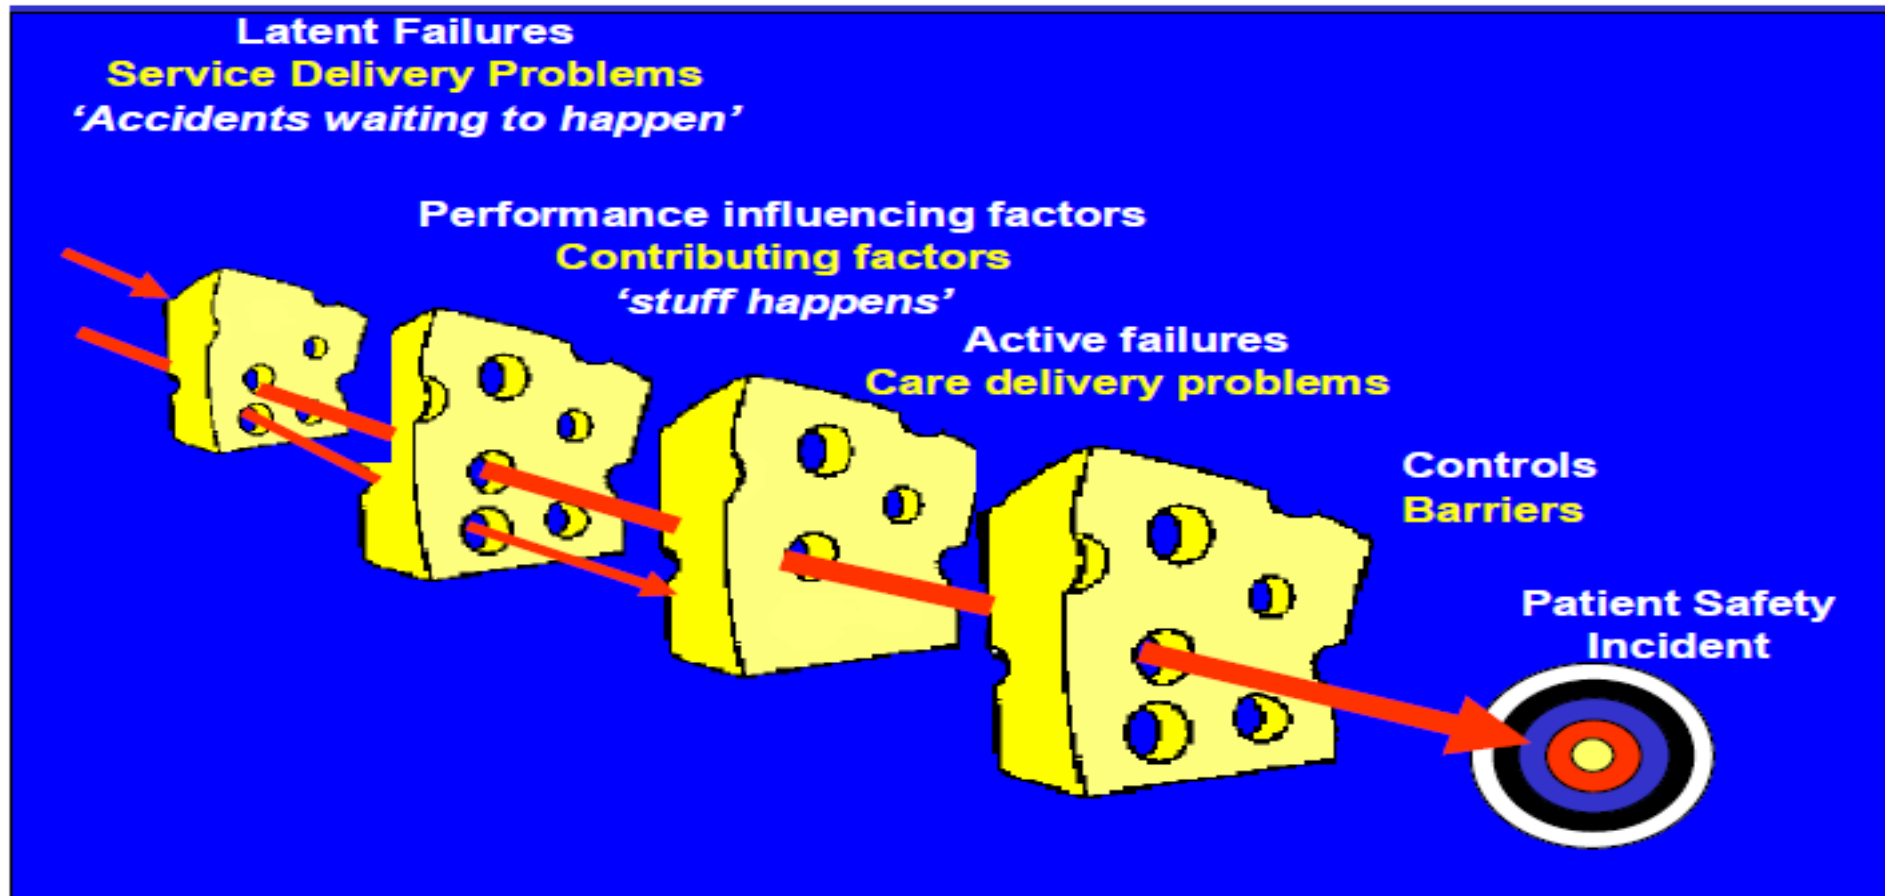 Latent Failures
Service Delivery Problems
‘Accidents waiting to happen’
Performance influencing factors
Contributing factors
‘stuff happens’
Active failures
Care delivery problems
Controls
Barriers
Patient Safety
Incident